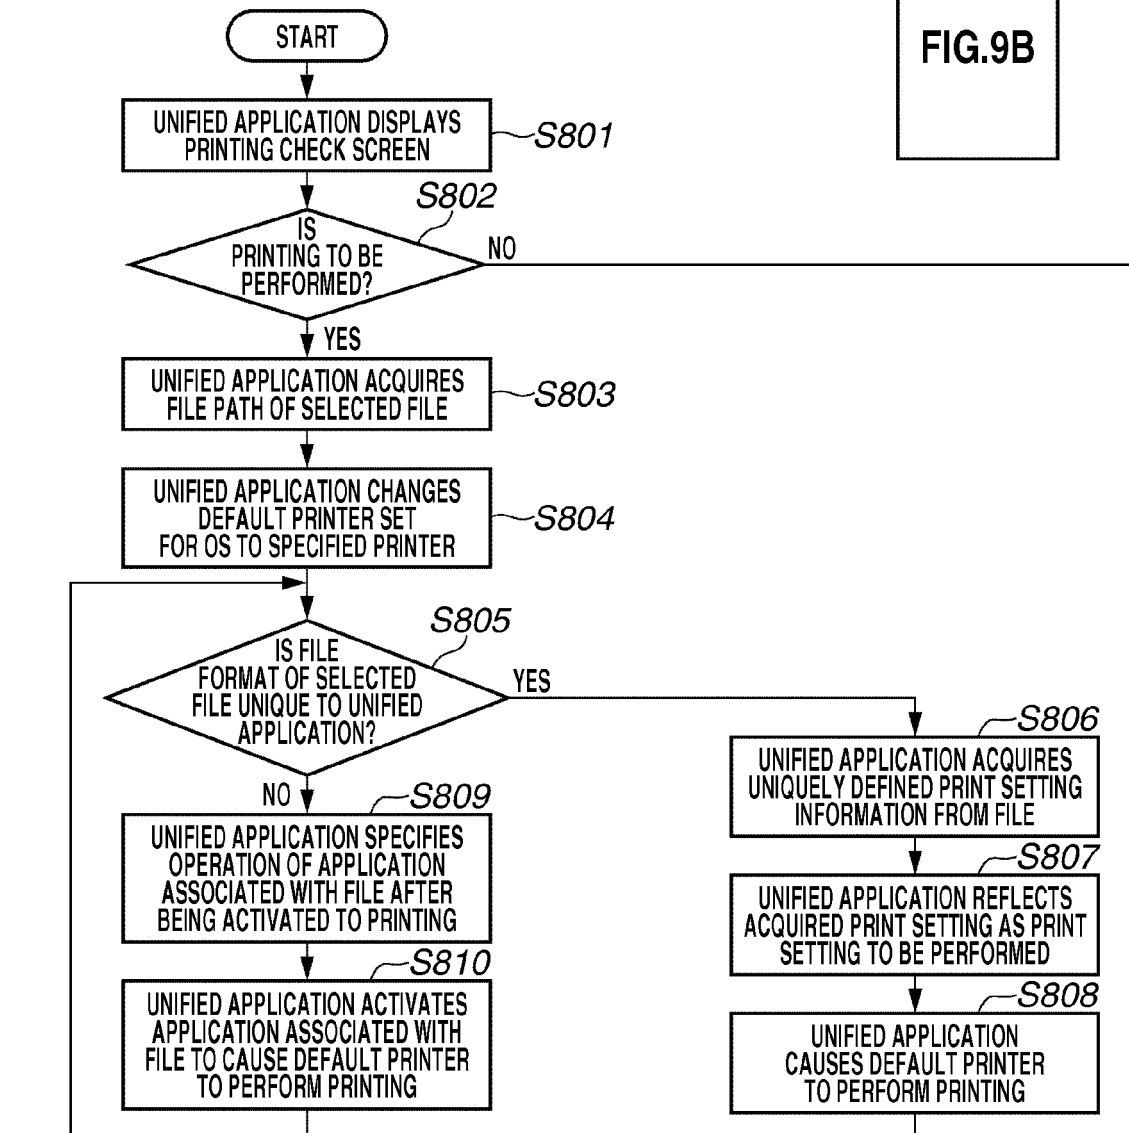 START
FIG.9B
UNIFIED APPLICATION DISPLAYS
PRINTING CHECK SCREEN
S801
S802
IS
PRINTING TO BE
PERFORMED?
NO
YES
UNIFIED APPLICATION ACQUIRES
FILE PATH OF SELECTED FILE
S803
UNIFIED APPLICATION CHANGES
DEFAULT PRINTER SET
FOR OS TO SPECIFIED PRINTER
S804
S805
IS FILE
FORMAT OF SELECTED
FILE UNIQUE TO UNIFIED
APPLICATION?
YES
NO
S806
UNIFIED APPLICATION ACQUIRES
UNIQUELY DEFINED PRINT SETTING
INFORMATION FROM FILE
S807
UNIFIED APPLICATION REFLECTS
ACQUIRED PRINT SETTING AS PRINT
SETTING TO BE PERFORMED
S808
UNIFIED APPLICATION
CAUSES DEFAULT PRINTER
TO PERFORM PRINTING
S809
UNIFIED APPLICATION SPECIFIES
OPERATION OF APPLICATION
ASSOCIATED WITH FILE AFTER
BEING ACTIVATED TO PRINTING
S810
UNIFIED APPLICATION ACTIVATES
APPLICATION ASSOCIATED WITH
FILE TO CAUSE DEFAULT PRINTER
TO PERFORM PRINTING